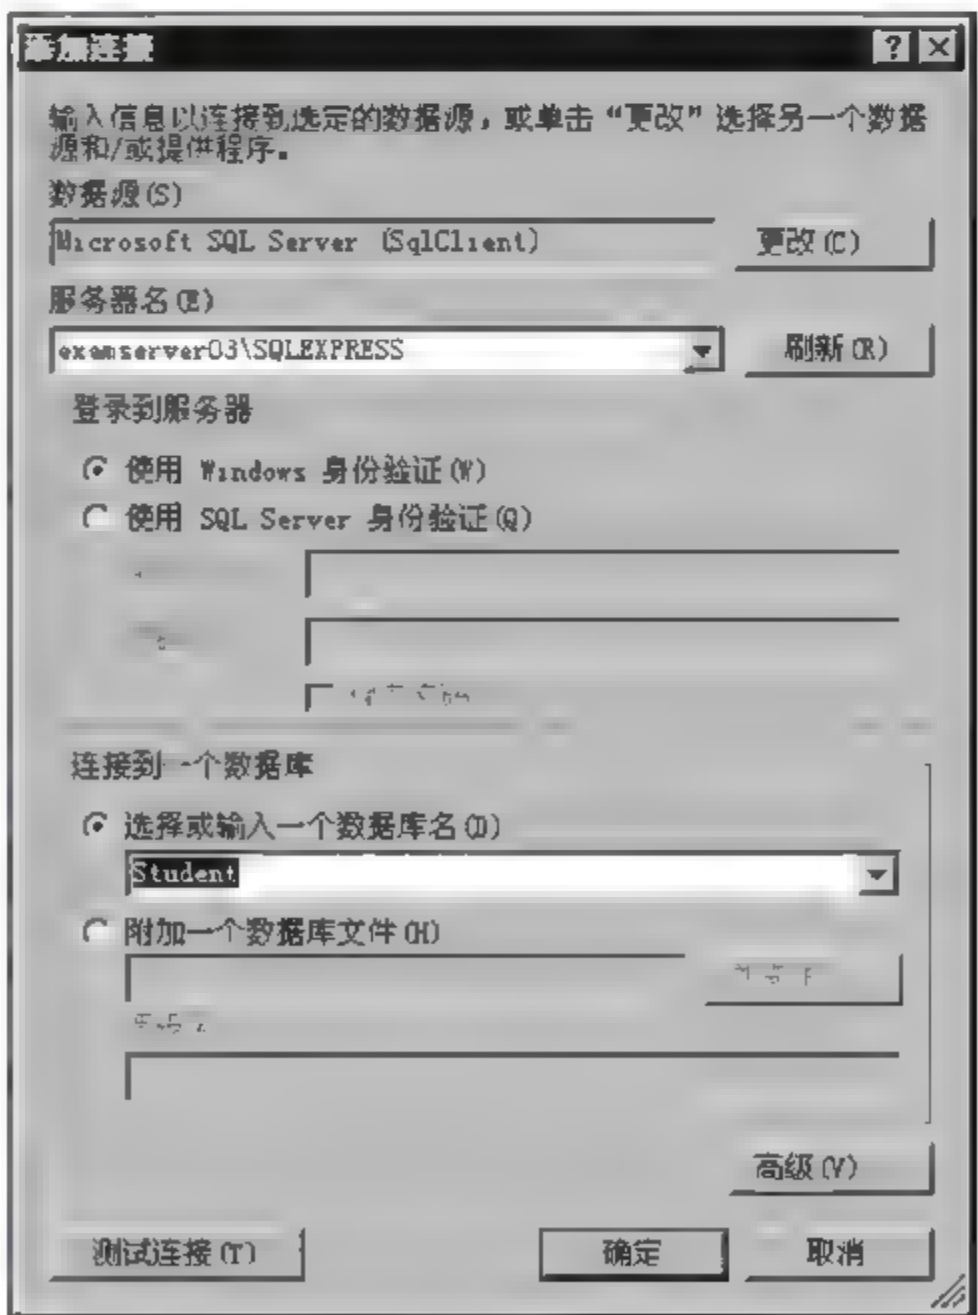 添加连接
输入信息以连接到选定的数据源，或单击“更改”选择另一个数据
源和/或提供程序。
数据源(S)
Microsoft SQL Server (SqlClient)
更改(C)
服务器名(E)
examserver03\SQLEXPRESS
刷新(R)
登录到服务器
使用 Windows 身份验证(W)
使用 SQL Server 身份验证(Q)
连接到一个数据库
选择或输入一个数据库名(D)
Student
附加一个数据库文件(H)
高级(V)
测试连接(T)
确定
取消